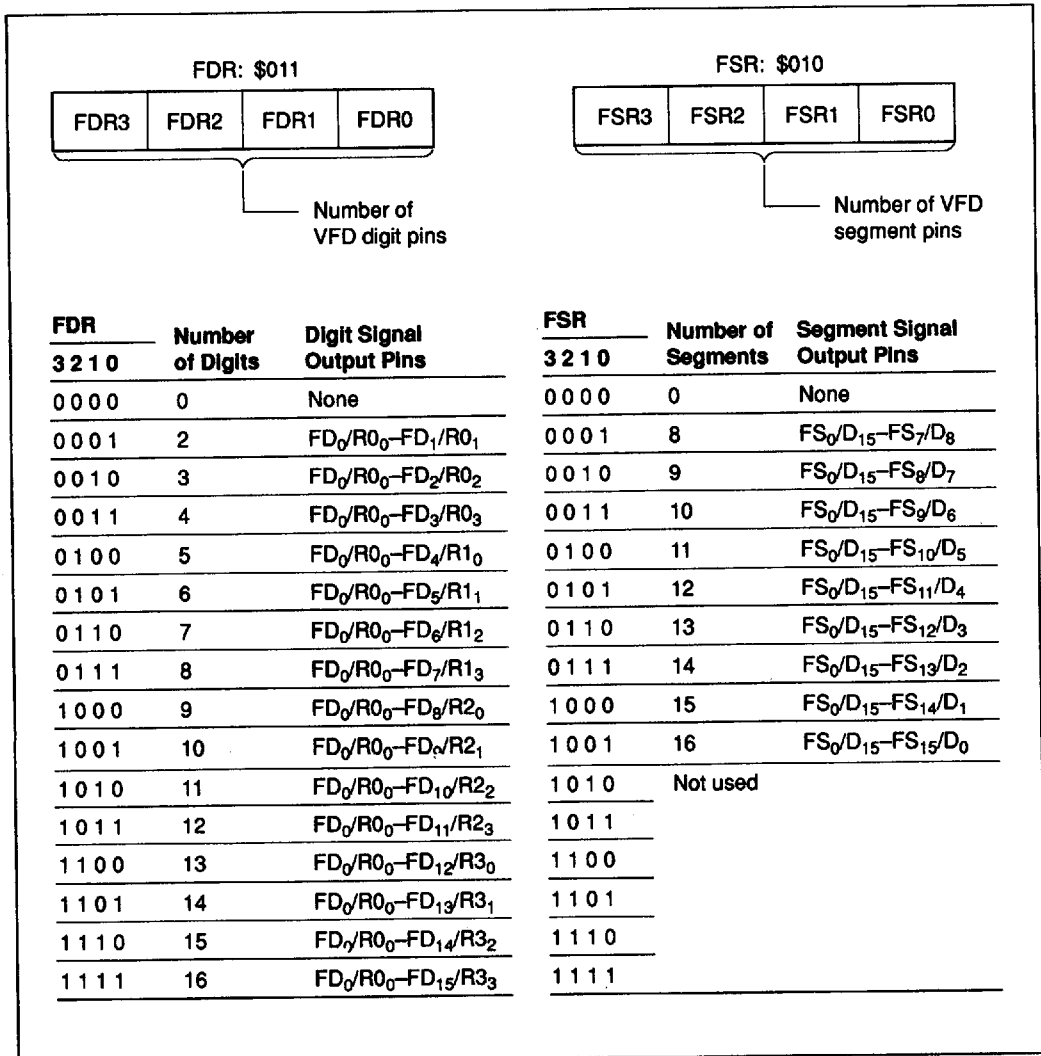 FDR: $011
FDR3 FDR2 FDR1 FDR0
Number of
VFD digit pins
FSR: $010
FSR3 FSR2 FSR1 FSR0
Number of VFD
segment pins
FDR Number Digit Signal
3 2 1 0 of Digits Output Pins
0 0 0 0 0 None
0 0 0 1 2 FD₀/R0₀–FD₁/R0₁
0 0 1 0 3 FD₀/R0₀–FD₂/R0₂
0 0 1 1 4 FD₀/R0₀–FD₃/R0₃
0 1 0 0 5 FD₀/R0₀–FD₄/R1₀
0 1 0 1 6 FD₀/R0₀–FD₅/R1₁
0 1 1 0 7 FD₀/R0₀–FD₆/R1₂
0 1 1 1 8 FD₀/R0₀–FD₇/R1₃
1 0 0 0 9 FD₀/R0₀–FD₈/R2₀
1 0 0 1 10 FD₀/R0₀–FD₉/R2₁
1 0 1 0 11 FD₀/R0₀–FD₁₀/R2₂
1 0 1 1 12 FD₀/R0₀–FD₁₁/R2₃
1 1 0 0 13 FD₀/R0₀–FD₁₂/R3₀
1 1 0 1 14 FD₀/R0₀–FD₁₃/R3₁
1 1 1 0 15 FD₀/R0₀–FD₁₄/R3₂
1 1 1 1 16 FD₀/R0₀–FD₁₅/R3₃
FSR Number of Segment Signal
3 2 1 0 Segments Output Pins
0 0 0 0 0 None
0 0 0 1 8 FS₀/D₁₅–FS₇/D₈
0 0 1 0 9 FS₀/D₁₅–FS₈/D₇
0 0 1 1 10 FS₀/D₁₅–FS₉/D₆
0 1 0 0 11 FS₀/D₁₅–FS₁₀/D₅
0 1 0 1 12 FS₀/D₁₅–FS₁₁/D₄
0 1 1 0 13 FS₀/D₁₅–FS₁₂/D₃
0 1 1 1 14 FS₀/D₁₅–FS₁₃/D₂
1 0 0 0 15 FS₀/D₁₅–FS₁₄/D₁
1 0 0 1 16 FS₀/D₁₅–FS₁₅/D₀
1 0 1 0 Not used
1 0 1 1
1 1 0 0
1 1 0 1
1 1 1 0
1 1 1 1